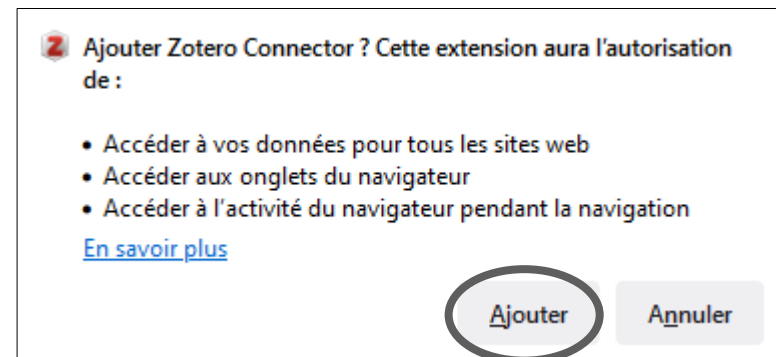 Ajouter Zotero Connector ? Cette extension aura l'autorisation
de :
• Accéder à vos données pour tous les sites web
• Accéder aux onglets du navigateur
• Accéder à l'activité du navigateur pendant la navigation
En savoir plus
Ajouter Annuler